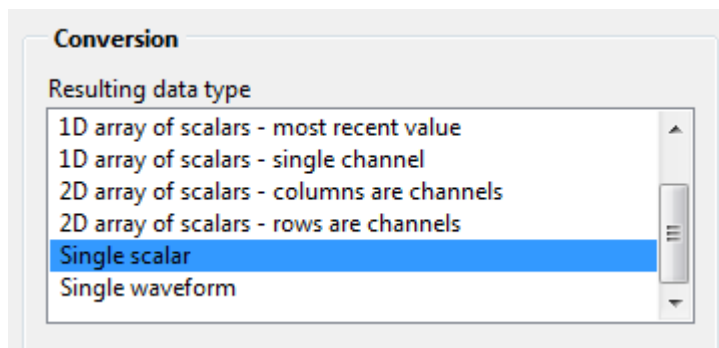 Conversion
Resulting data type
1D array of scalars - most recent value
1D array of scalars - single channel
2D array of scalars - columns are channels
2D array of scalars - rows are channels
Single scalar
Single waveform